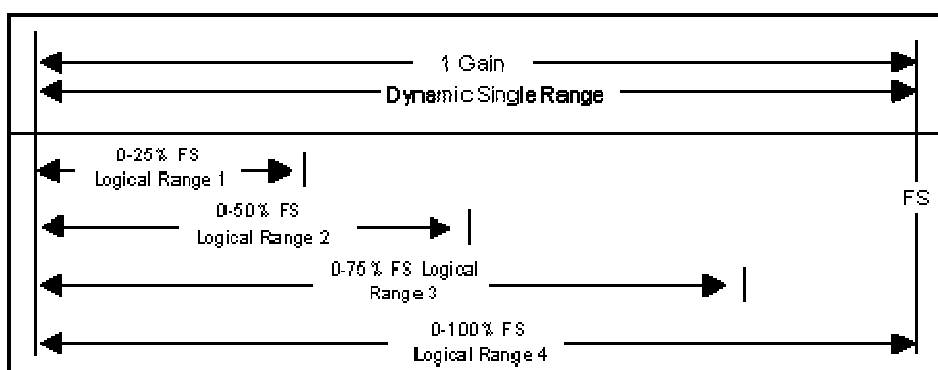 1 Gain
Dynamic Single Range
0-25% FS
Logical Range 1
FS
0-50% FS
Logical Range 2
0-75% FS Logical
Range 3
0-100% FS
Logical Range 4